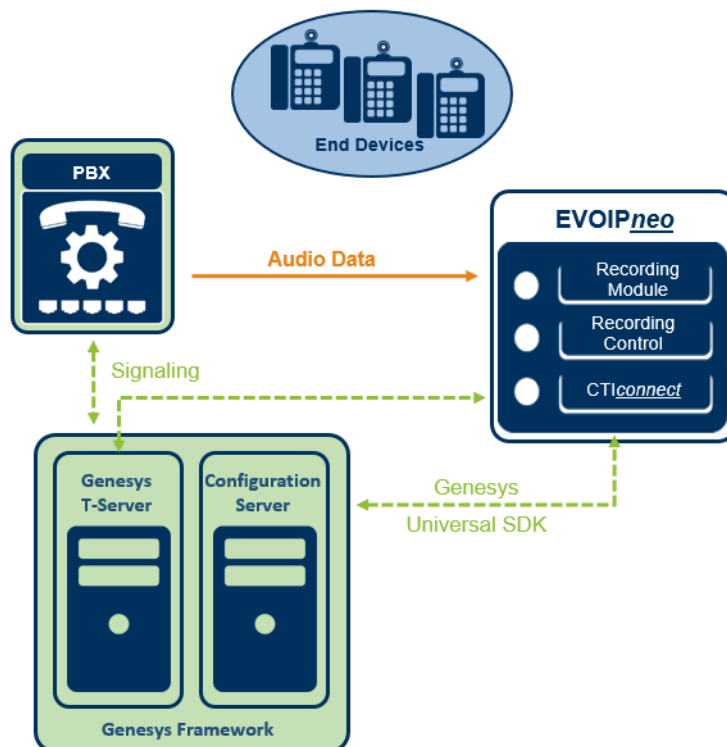 End Devices
PBX
EVOIPneo
Audio Data
Recording
Module
Recording
Control
CTIconnect
Signaling
Genesys
T-Server
Configuration
Server
Genesys
Universal SDK
Genesys Framework